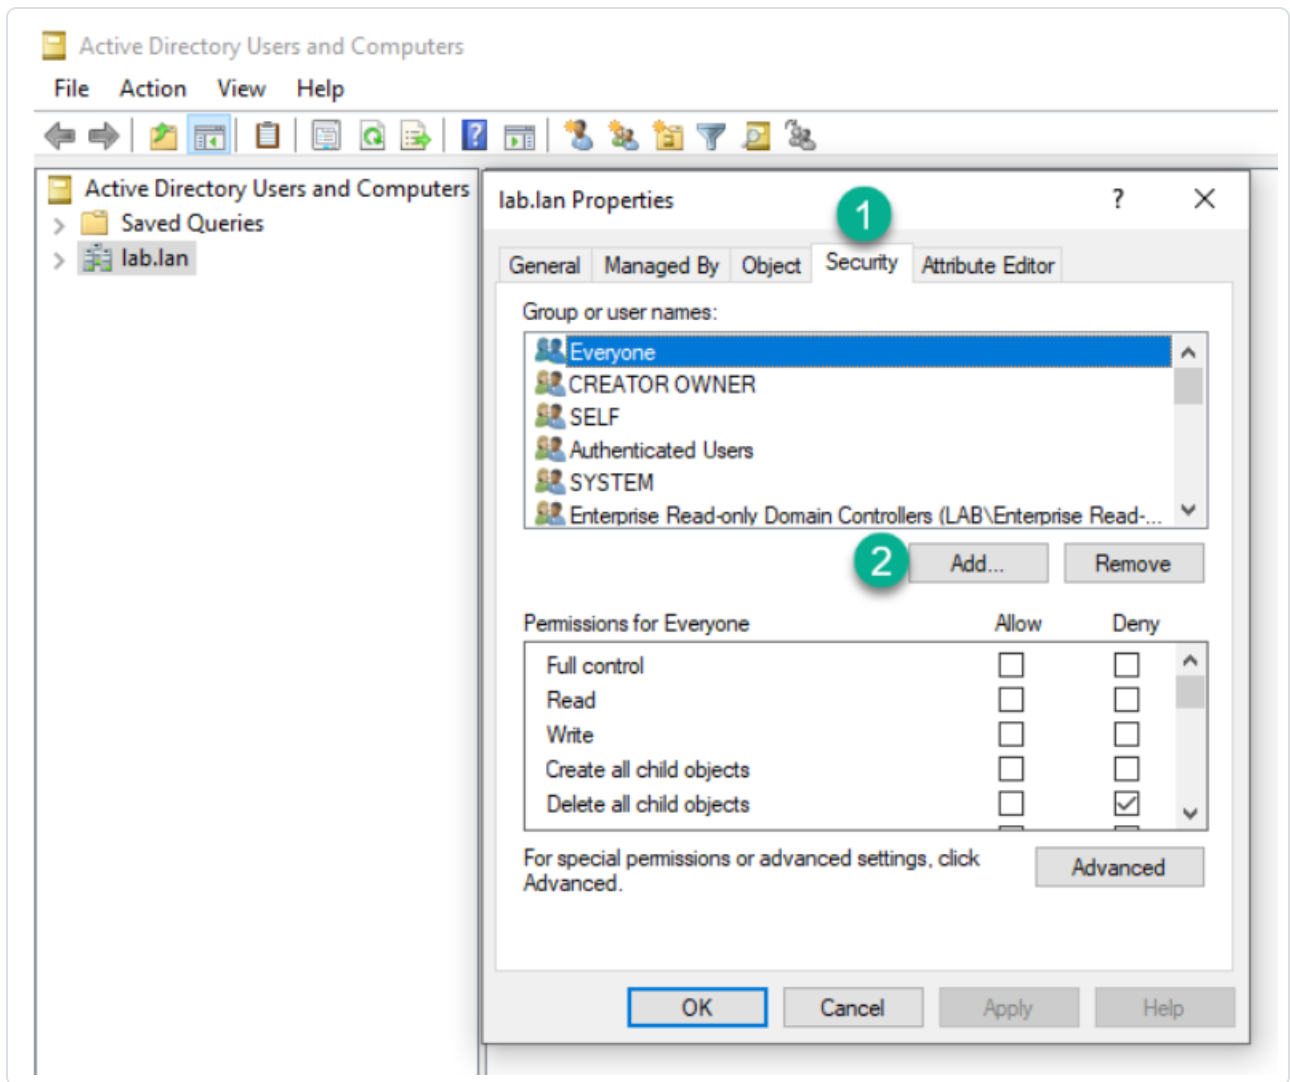 Active Directory Users and Computers
File Action View Help
Active Directory Users and Computers
Saved Queries
lab.lan
lab.lan Properties ?
1
General Managed By Object Security Attribute Editor
Group or user names:
Everyone
CREATOR OWNER
SELF
Authenticated Users
SYSTEM
Enterprise Read-only Domain Controllers (LAB\Enterprise Read-...
2 Add... Remove
Permissions for Everyone Allow Deny
Full control
Read
Write
Create all child objects
Delete all child objects
For special permissions or advanced settings, click
Advanced.
Advanced
OK Cancel Apply Help